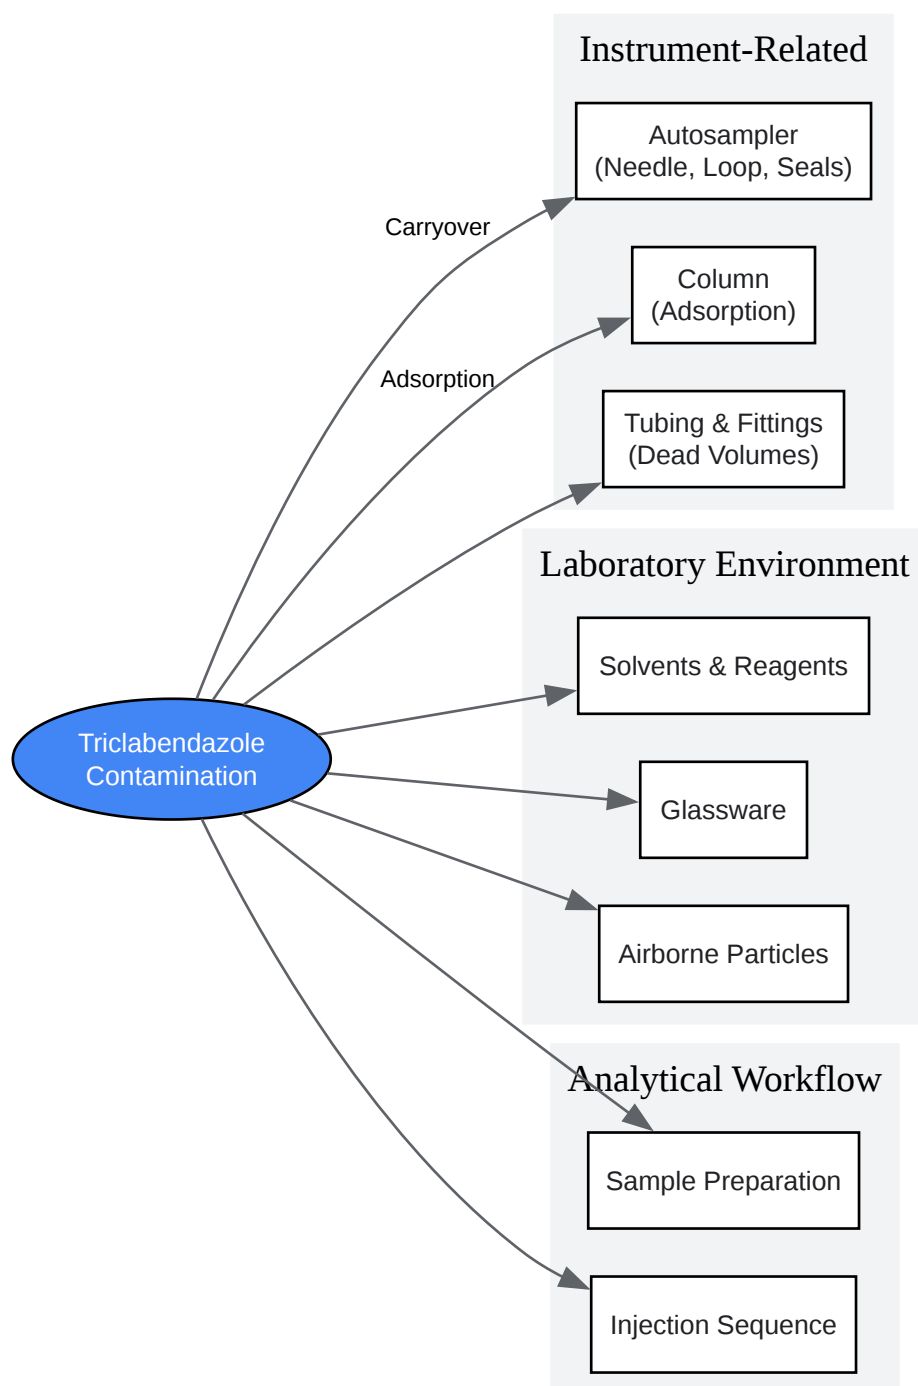 Instrument-Related
Autosampler
(Needle, Loop, Seals)
Carryover
Column
(Adsorption)
Adsorption
Tubing & Fittings
(Dead Volumes)
Laboratory Environment
Solvents & Reagents
Triclabendazole
Contamination
Glassware
Airborne Particles
Analytical Workflow
Sample Preparation
Injection Sequence